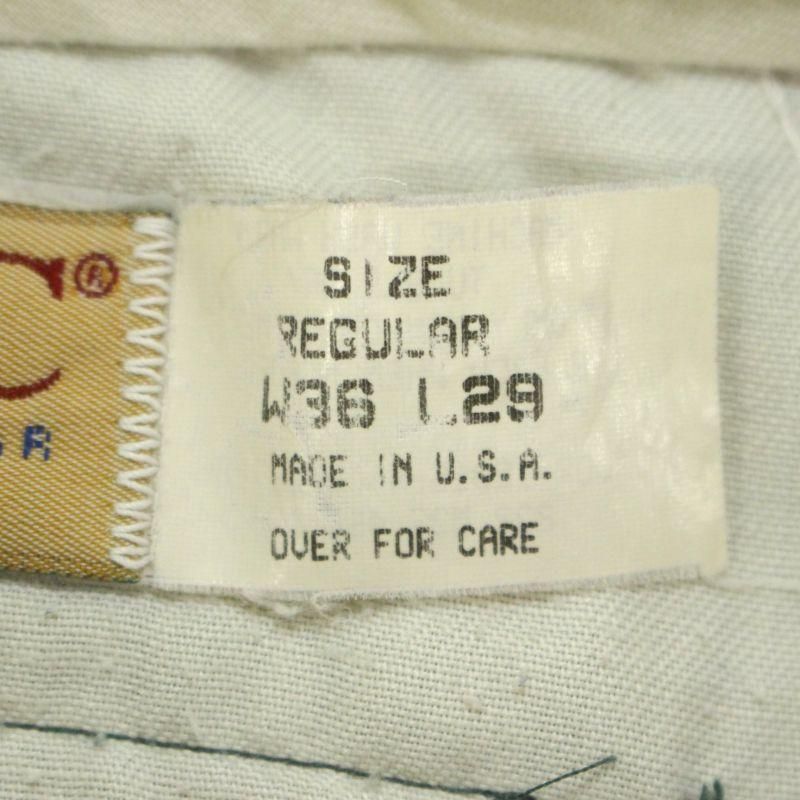 C®
SIZE
REGULAR
W36 L29
MADE IN U.S.A.
OVER FOR CARE